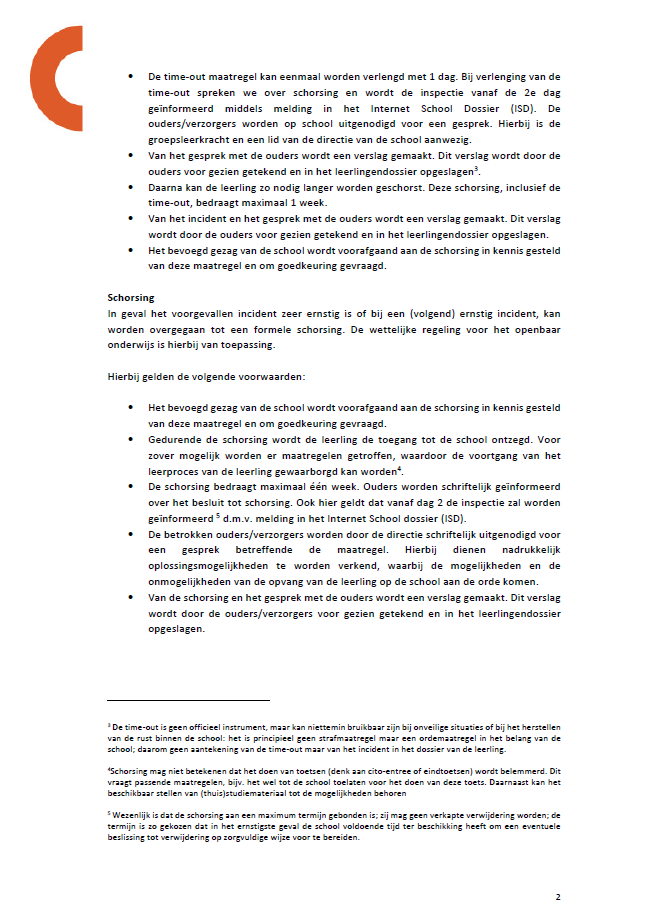 • De time-out maatregel kan eenmaal worden verlengd met 1 dag. Bij verlenging van de
time-out spreken we over schorsing en wordt de inspectie vanaf de 2e dag
geïnformeerd middels melding in het Internet School Dossier (ISD). De
ouders/verzorgers worden op school uitgenodigd voor een gesprek. Hierbij is de
groepsleerkracht en een lid van de directie van de school aanwezig.
• Van het gesprek met de ouders wordt een verslag gemaakt. Dit verslag wordt door de
ouders voor gezien getekend en in het leerlingendossier opgeslagen³.
• Daarna kan de leerling zo nodig langer worden geschorst. Deze schorsing, inclusief de
time-out, bedraagt maximaal 1 week.
• Van het incident en het gesprek met de ouders wordt een verslag gemaakt. Dit verslag
wordt door de ouders voor gezien getekend en in het leerlingendossier opgeslagen.
• Het bevoegd gezag van de school wordt voorafgaand aan de schorsing in kennis gesteld
van deze maatregel en om goedkeuring gevraagd.
Schorsing
In geval het voorgevallen incident zeer ernstig is of bij een (volgend) ernstig incident, kan
worden overgegaan tot een formele schorsing. De wettelijke regeling voor het openbaar
onderwijs is hierbij van toepassing.
Hierbij gelden de volgende voorwaarden:
• Het bevoegd gezag van de school wordt voorafgaand aan de schorsing in kennis gesteld
van deze maatregel en om goedkeuring gevraagd.
• Gedurende de schorsing wordt de leerling de toegang tot de school ontzegd. Voor
zover mogelijk worden er maatregelen getroffen, waardoor de voortgang van het
leerproces van de leerling gewaarborgd kan worden⁴.
• De schorsing bedraagt maximaal één week. Ouders worden schriftelijk geïnformeerd
over het besluit tot schorsing. Ook hier geldt dat vanaf dag 2 de inspectie zal worden
geïnformeerd ⁵ d.m.v. melding in het Internet School dossier (ISD).
• De betrokken ouders/verzorgers worden door de directie schriftelijk uitgenodigd voor
een gesprek betreffende de maatregel. Hierbij dienen nadrukkelijk
oplossingsmogelijkheden te worden verkend, waarbij de mogelijkheden en de
onmogelijkheden van de opvang van de leerling op de school aan de orde komen.
• Van de schorsing en het gesprek met de ouders wordt een verslag gemaakt. Dit verslag
wordt door de ouders/verzorgers voor gezien getekend en in het leerlingendossier
opgeslagen.
³ De time-out is geen officieel instrument, maar kan niettemin bruikbaar zijn bij onveilige situaties of bij het herstellen
van de rust binnen de school: het is principieel geen strafmaatregel maar een ordemaatregel in het belang van de
school; daarom geen aantekening van de time-out maar van het incident in het dossier van de leerling.
⁴Schorsing mag niet betekenen dat het doen van toetsen (denk aan cito-entree of eindtoetsen) wordt belemmerd. Dit
vraagt passende maatregelen, bijv. het wel tot de school toelaten voor het doen van deze toets. Daarnaast kan het
beschikbaar stellen van (thuis)studiemateriaal tot de mogelijkheden behoren
⁵ Wezenlijk is dat de schorsing aan een maximum termijn gebonden is; zij mag geen verkapte verwijdering worden; de
termijn is zo gekozen dat in het ernstigste geval de school voldoende tijd ter beschikking heeft om een eventuele
beslissing tot verwijdering op zorgvuldige wijze voor te bereiden.
2